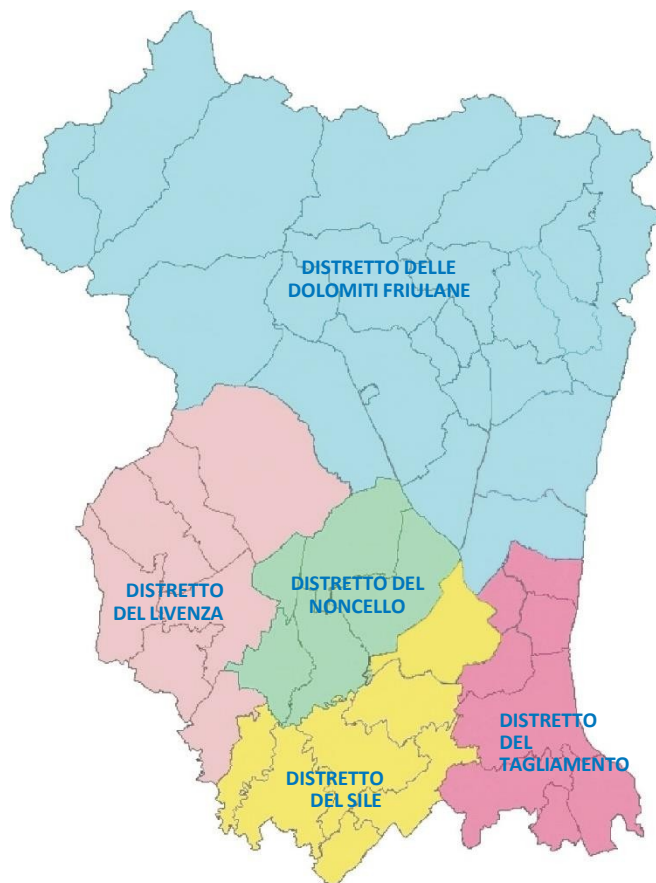 DISTRETTO DELLE
DOLOMITI FRIULANE
DISTRETTO
DEL LIVENZA
DISTRETTO DEL
NONCELLO
DISTRETTO
DEL
TAGLIAMENTO
DISTRETTO
DEL SILE